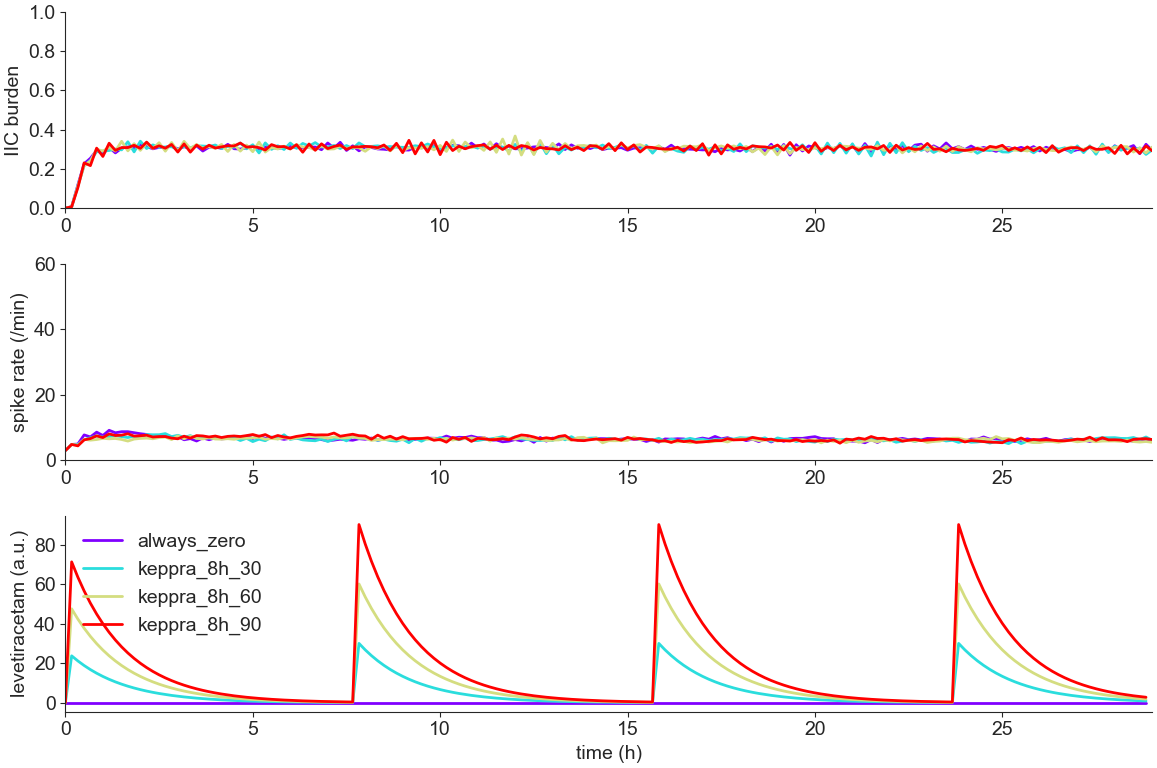 IIC burden
1.0
0.8
0.6
0.4
0.2
0.0
0 5 10 15 20 25
spike rate (/min)
60
40
20
0
0 5 10 15 20 25
levetiracetam (a.u.)
80
60
40
20
0
always_zero
keppra_8h_30
keppra_8h_60
keppra_8h_90
0 5 10 15 20 25
time (h)